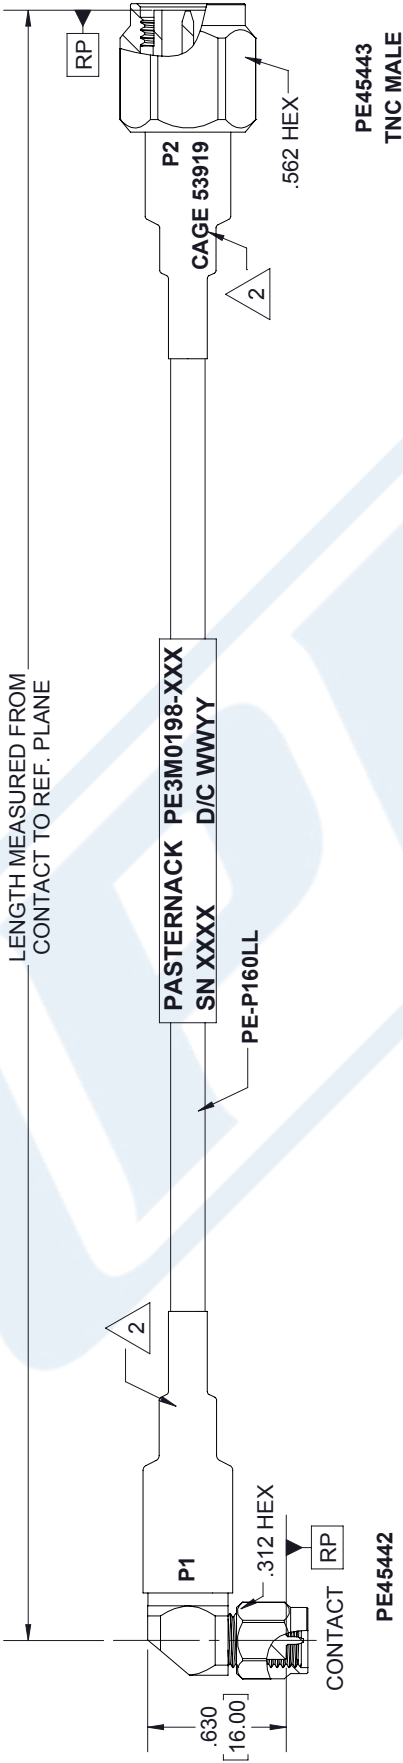 LENGTH MEASURED FROM
CONTACT TO REF. PLANE
RP
P1
2
PASTERNACK PE3M0198-XXX
SN XXXX D/C WWYY
PE-P160LL
P2
CAGE 53919
2
.562 HEX
.312 HEX
.630
[16.00]
RP
CONTACT
PE45442
PE45443
TNC MALE